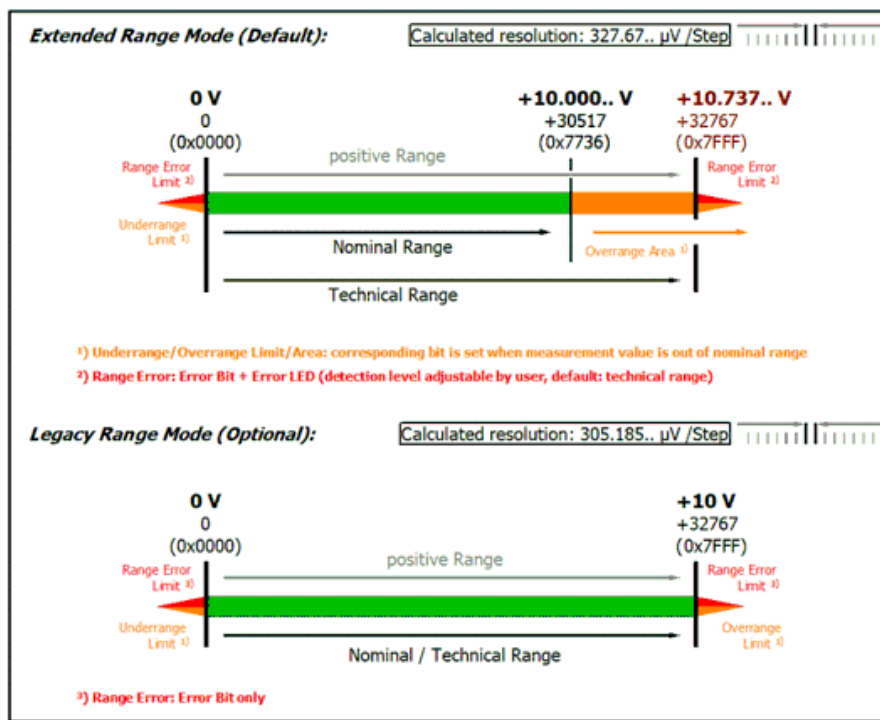 Extended Range Mode (Default):
Calculated resolution: 327.67.. µV /Step
0 V
+10.000.. V
+10.737.. V
0
+30517
+32767
(0x0000)
(0x7736)
(0x7FFF)
positive Range
Range Error
Limit ²⁾
Range Error
Limit ²⁾
Underrange
Limit ¹⁾
Nominal Range
Overrange Area ¹⁾
Technical Range
¹⁾ Underrange/Overrange Limit/Area: corresponding bit is set when measurement value is out of nominal range
²⁾ Range Error: Error Bit + Error LED (detection level adjustable by user, default: technical range)
Legacy Range Mode (Optional):
Calculated resolution: 305.185.. µV /Step
0 V
+10 V
0
+32767
(0x0000)
(0x7FFF)
positive Range
Range Error
Limit ³⁾
Range Error
Limit ³⁾
Underrange
Limit ¹⁾
Overrange
Limit ¹⁾
Nominal / Technical Range
³⁾ Range Error: Error Bit only